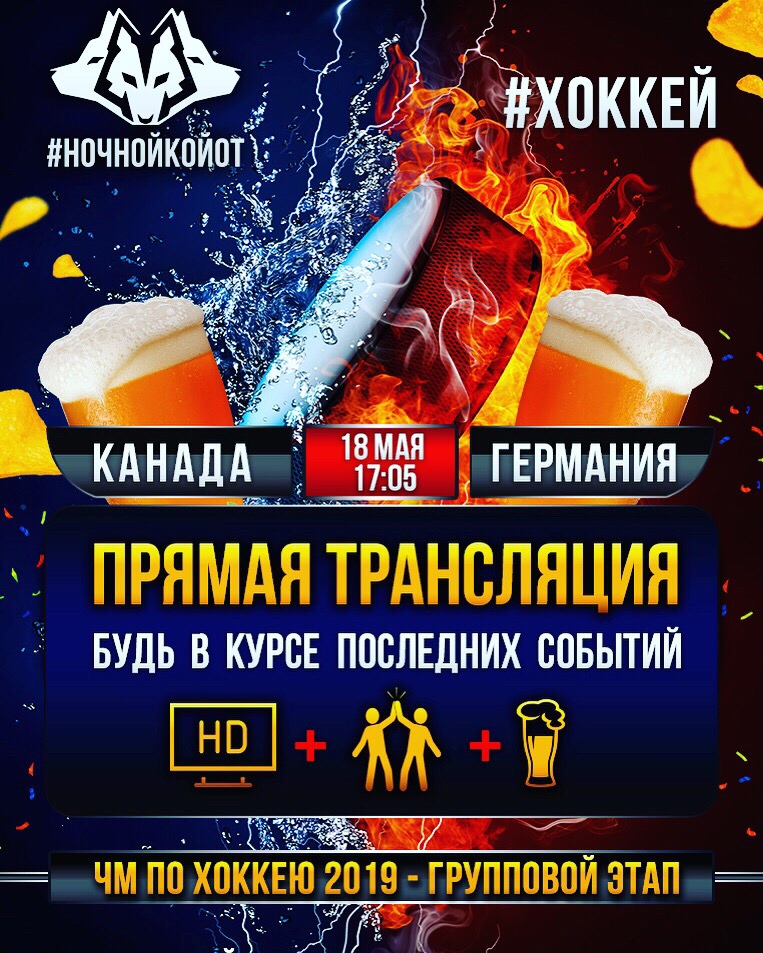 #НОЧНОЙКОЙОТ
#ХОККЕЙ
КАНАДА
18 МАЯ
17:05
ГЕРМАНИЯ
ПРЯМАЯ ТРАНСЛЯЦИЯ
БУДЬ В КУРСЕ ПОСЛЕДНИХ СОБЫТИЙ
HD + +
ЧМ ПО ХОККЕЮ 2019 - ГРУППОВОЙ ЭТАП